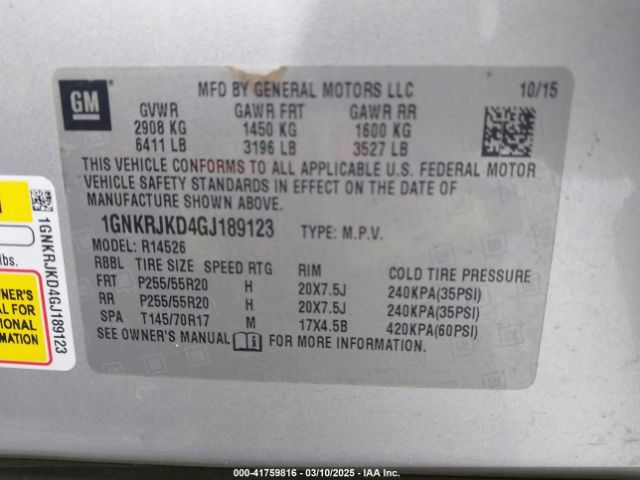 GM
MFD BY GENERAL MOTORS LLC 10/15
GVWR GAWR FRT GAWR RR
2908 KG 1450 KG 1600 KG
6411 LB 3196 LB 3527 LB
THIS VEHICLE CONFORMS TO ALL APPLICABLE U.S. FEDERAL MOTOR
VEHICLE SAFETY STANDARDS IN EFFECT ON THE DATE OF
MANUFACTURE SHOWN ABOVE.
1GNKRJKD4GJ189123 TYPE: M.P.V.
MODEL: R14526
RBBL TIRE SIZE SPEED RTG RIM COLD TIRE PRESSURE
FRT P255/55R20 H 20X7.5J 240KPA(35PSI)
RR P255/55R20 H 20X7.5J 240KPA(35PSI)
SPA T145/70R17 M 17X4.5B 420KPA(60PSI)
SEE OWNER'S MANUAL FOR MORE INFORMATION.
1GNKRJKD4GJ189123
lbs.
SEE
OWNER'S
MANUAL FOR
ADDITIONAL
INFORMATION
000-41759816 - 03/10/2025 - IAA, Inc.